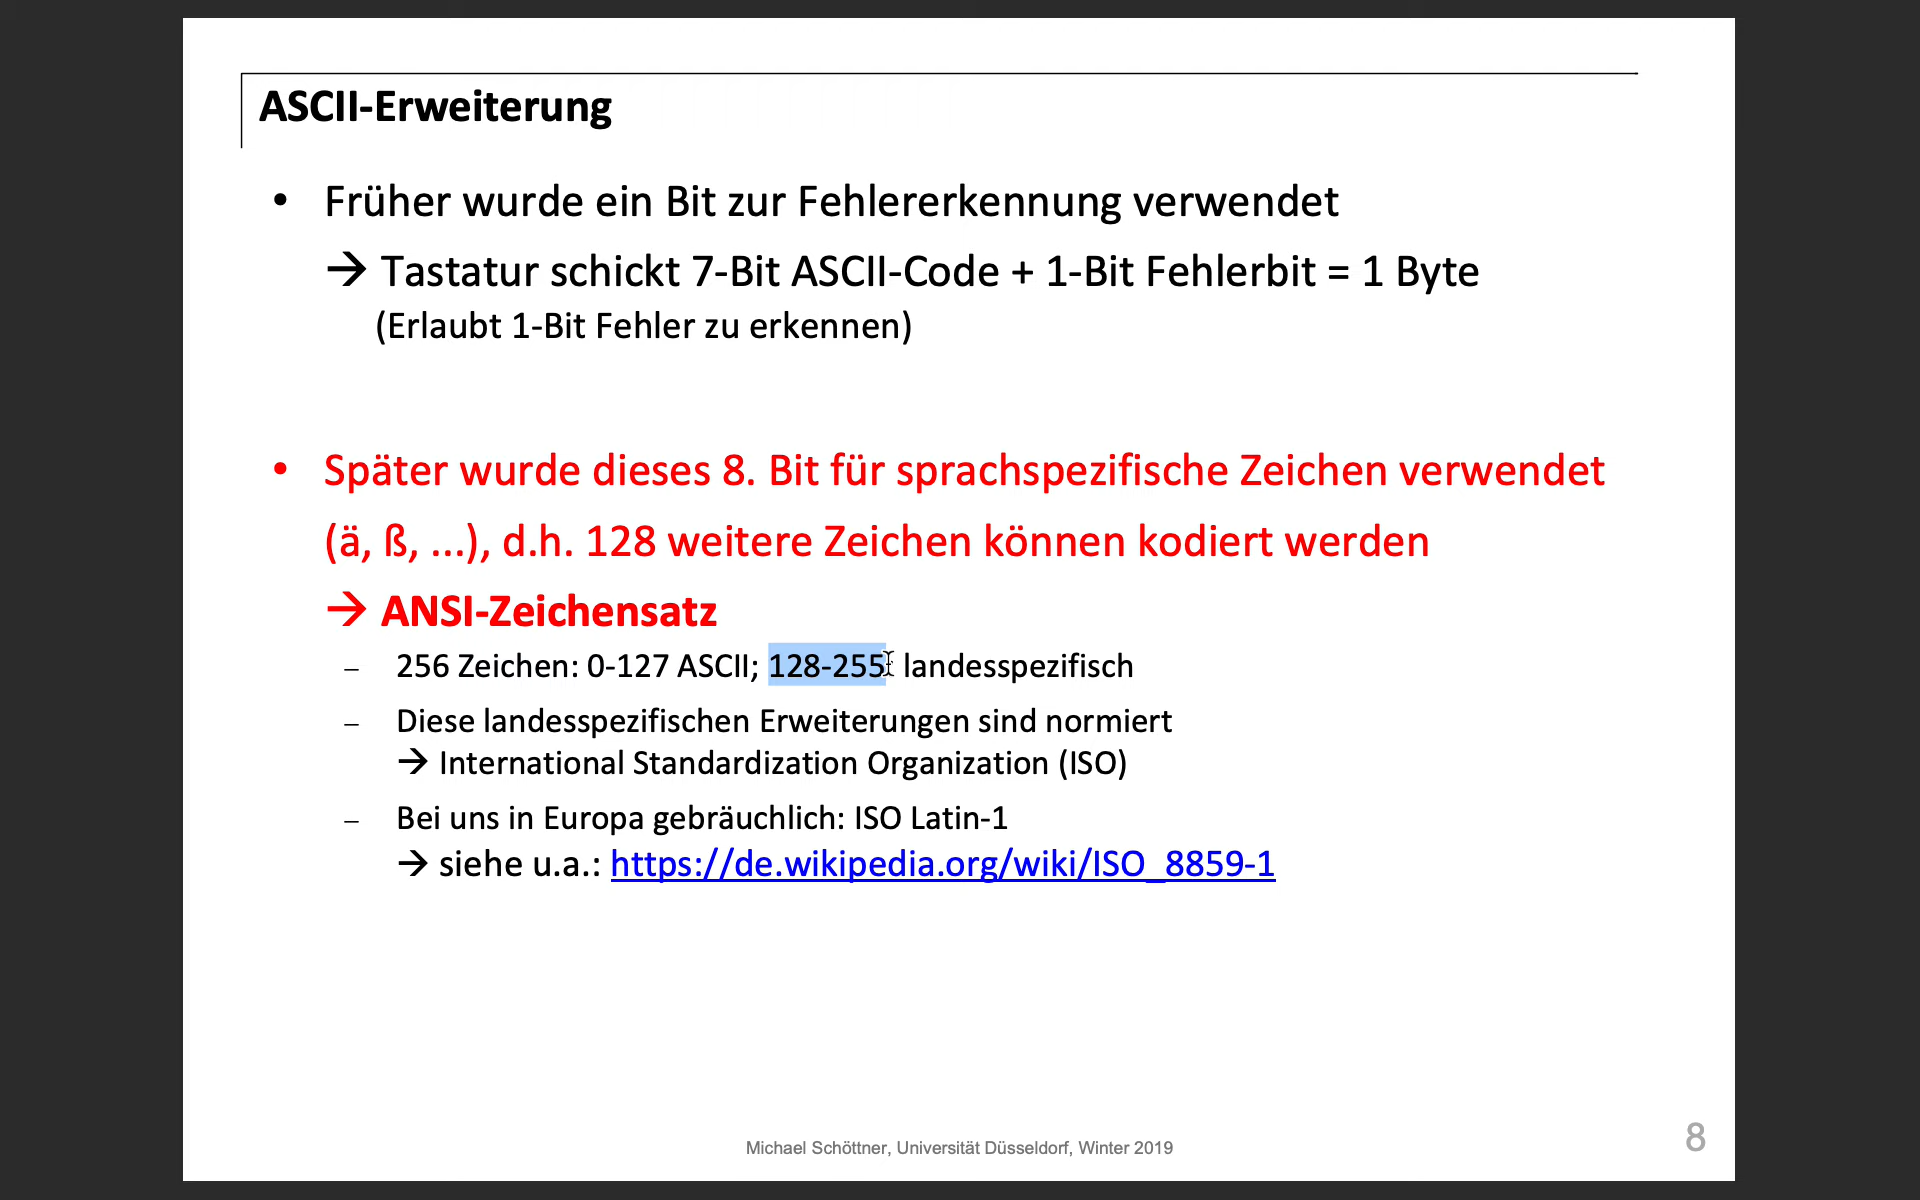 ASCII-Erweiterung
• Früher wurde ein Bit zur Fehlererkennung verwendet
→ Tastatur schickt 7-Bit ASCII-Code + 1-Bit Fehlerbit = 1 Byte
(Erlaubt 1-Bit Fehler zu erkennen)
• Später wurde dieses 8. Bit für sprachspezifische Zeichen verwendet
(ä, ß, ...), d.h. 128 weitere Zeichen können kodiert werden
→ ANSI-Zeichensatz
– 256 Zeichen: 0-127 ASCII; 128-255 landesspezifisch
– Diese landesspezifischen Erweiterungen sind normiert
→ International Standardization Organization (ISO)
– Bei uns in Europa gebräuchlich: ISO Latin-1
→ siehe u.a.: https://de.wikipedia.org/wiki/ISO_8859-1
Michael Schöttner, Universität Düsseldorf, Winter 2019
8